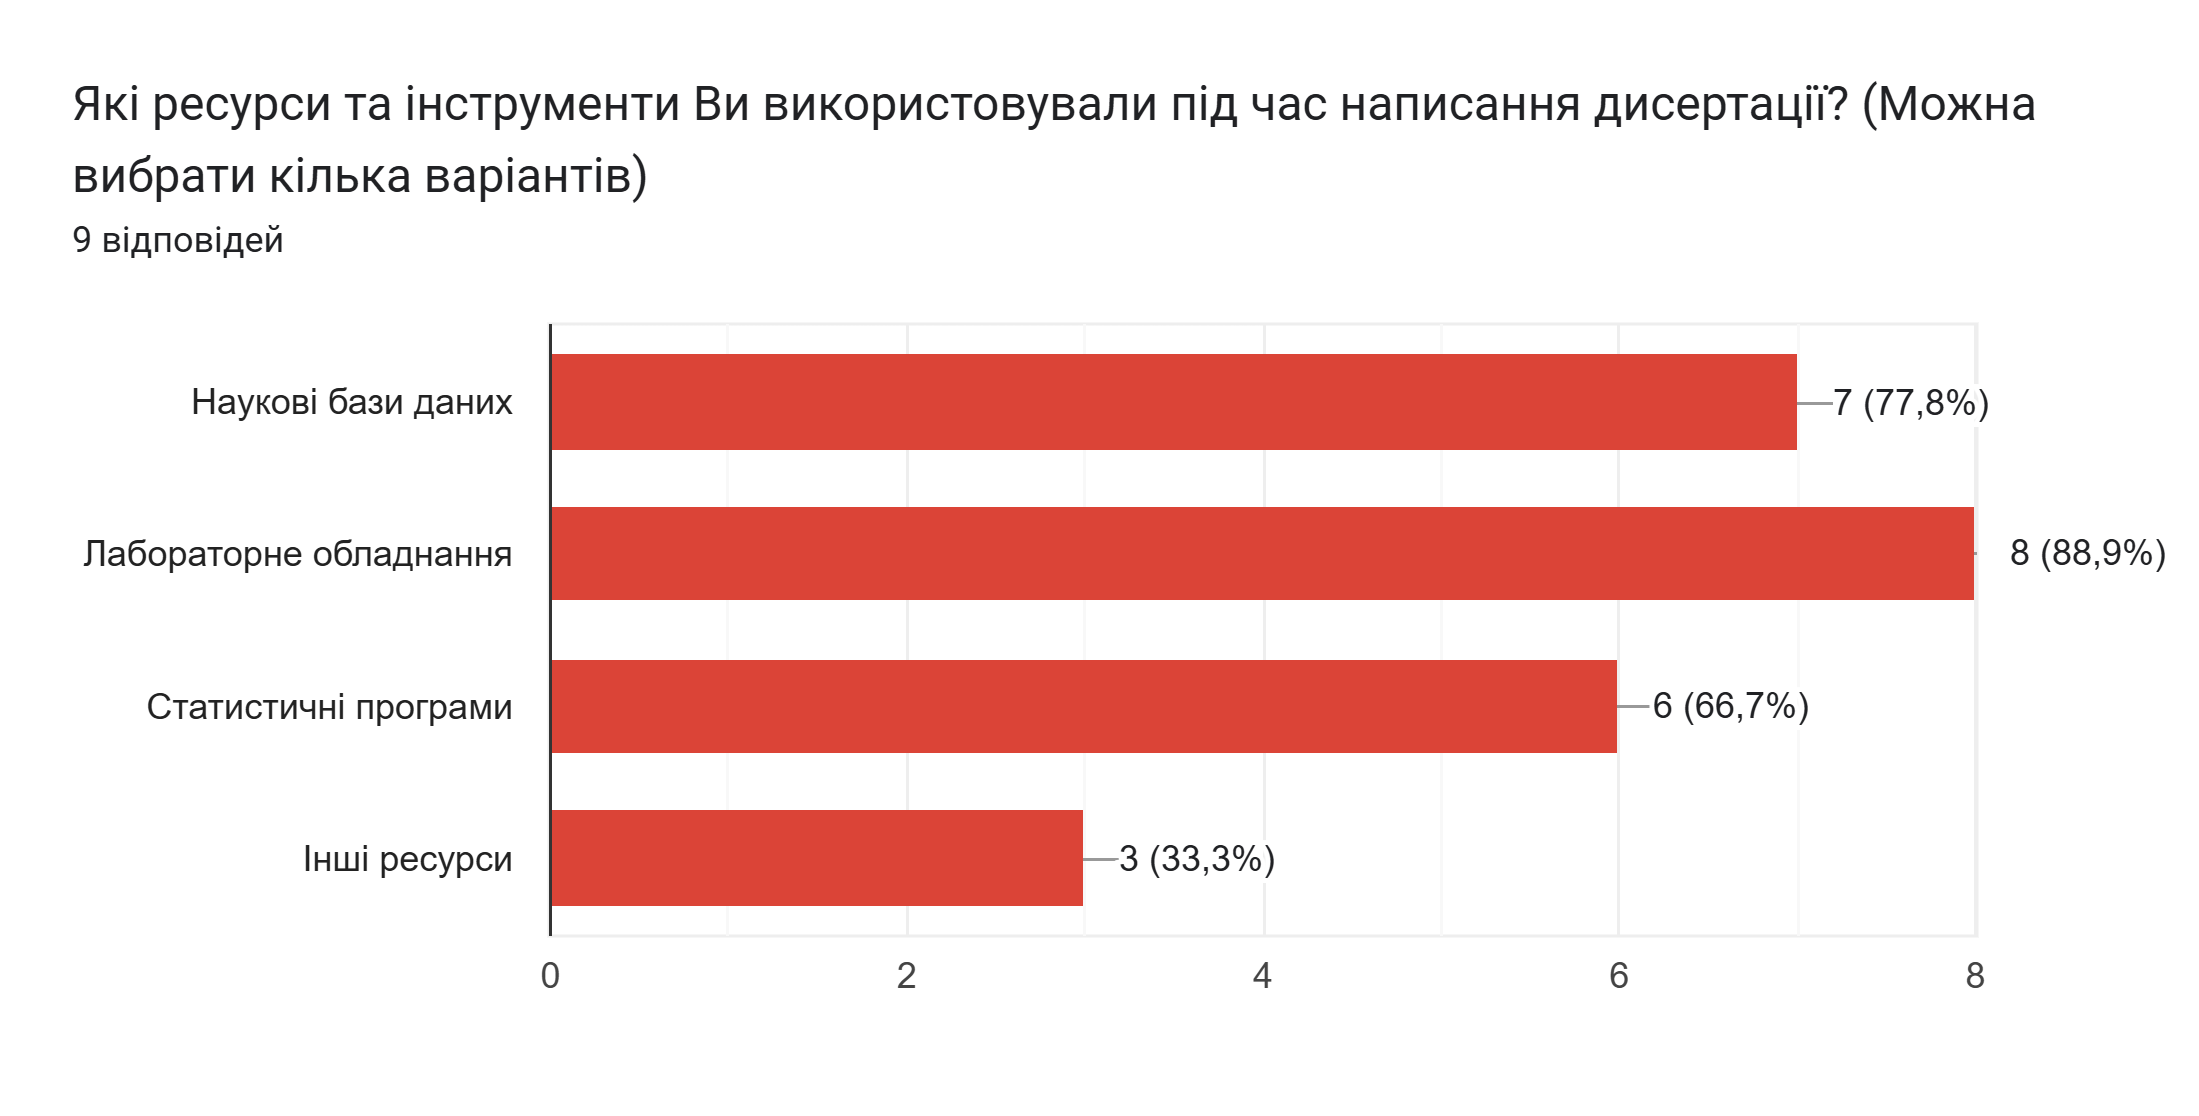 Які ресурси та інструменти Ви використовували під час написання дисертації? (Можна
вибрати кілька варіантів)
9 відповідей
Наукові бази даних
7 (77,8%)
Лабораторне обладнання
8 (88,9%)
Статистичні програми
6 (66,7%)
Інші ресурси
3 (33,3%)
0 2 4 6 8